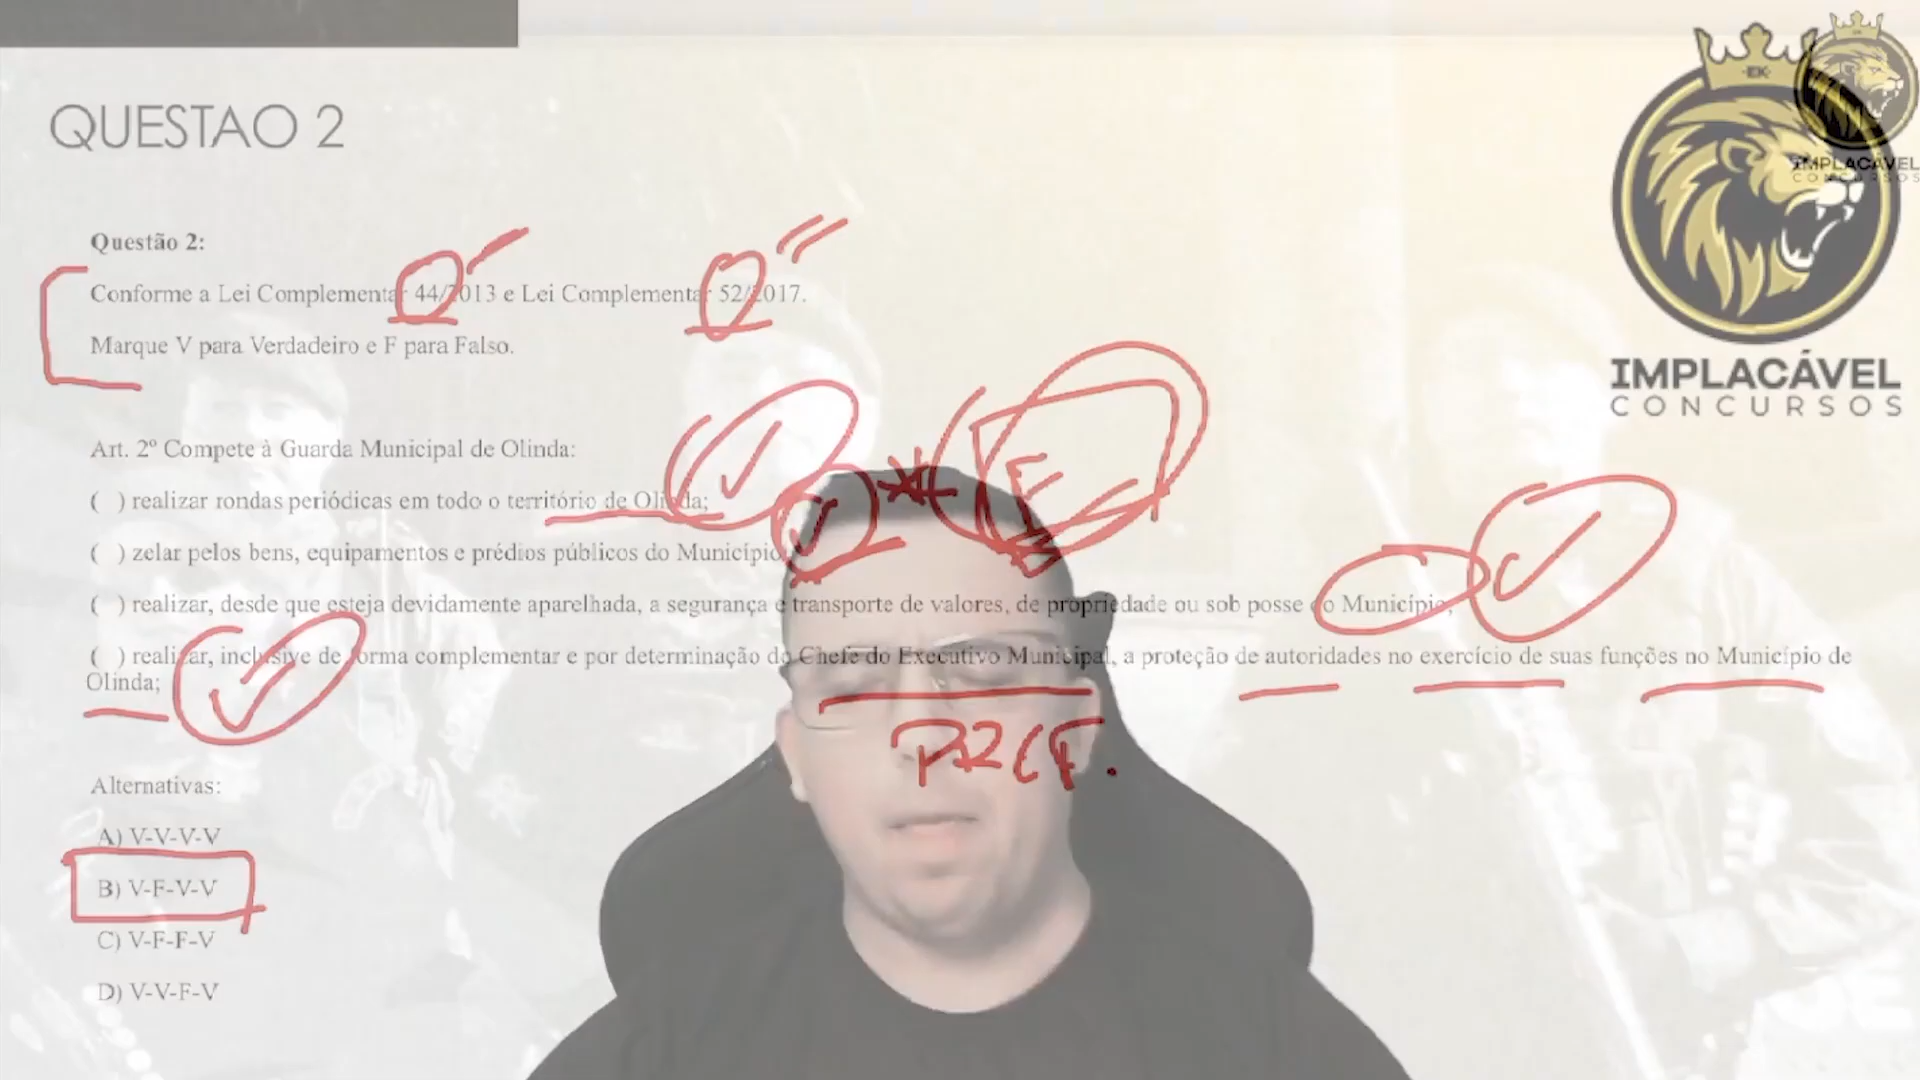 QUESTAO 2
Questão 2:
Conforme a Lei Complementar 44/2013 e Lei Complementar 52/2017.
Marque V para Verdadeiro e F para Falso.
Art. 2º Compete à Guarda Municipal de Olinda:
( ) realizar rondas periódicas em todo o território de Olinda;
( ) zelar pelos bens, equipamentos e prédios públicos do Município
( ) realizar, desde que esteja devidamente aparelhada, a segurança e transporte de valores, de propriedade ou sob posse do Município;
( ) realizar, inclusive de forma complementar e por determinação do Chefe do Executivo Municipal, a proteção de autoridades no exercício de suas funções no Município de
Olinda;
Alternativas:
A) V-V-V-V
B) V-F-V-V
C) V-F-F-V
D) V-V-F-V
EK
IMPLACÁVEL
CONCURSOS
IMPLACÁVEL
CONCURSOS